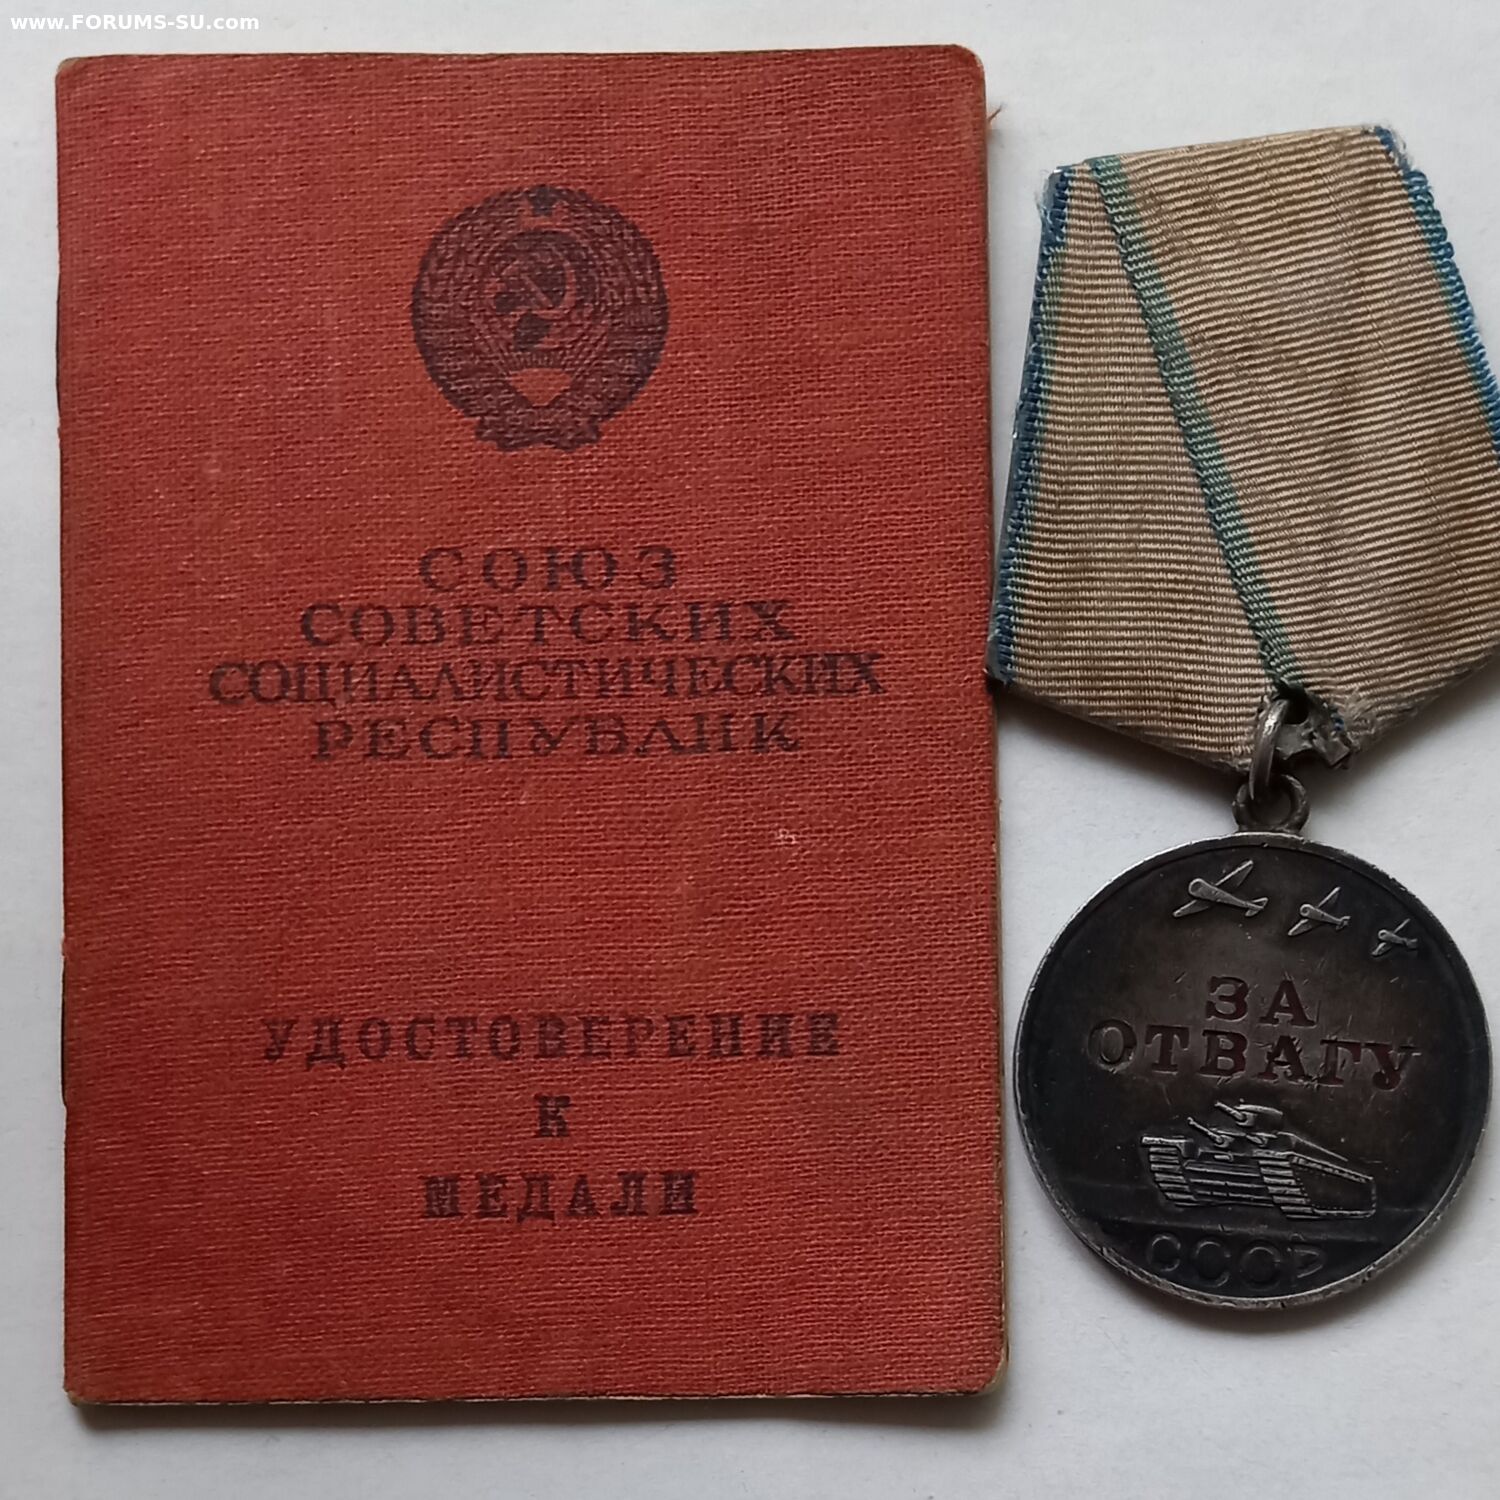 www.FORUMS-SU.com
СОЮЗ
СОВЕТСКИХ
СОЦИАЛИСТИЧЕСКИХ
РЕСПУБЛИК
УДОСТОВЕРЕНИЕ
К
МЕДАЛИ
ЗА
ОТВАГУ
СССР